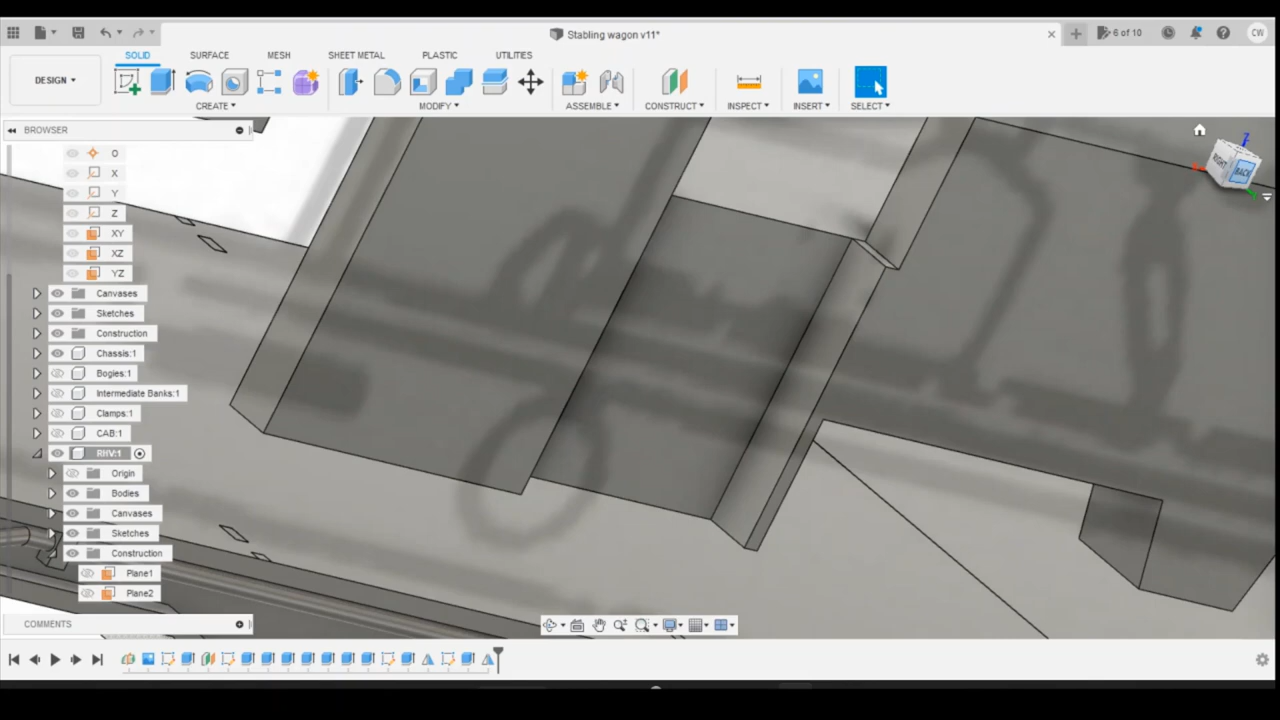 Stabling wagon v11*
6 of 10
CW
DESIGN
SOLID
SURFACE
MESH
SHEET METAL
PLASTIC
UTILITIES
CREATE
MODIFY
ASSEMBLE
CONSTRUCT
INSPECT
INSERT
SELECT
BROWSER
O
X
Y
Z
XY
XZ
YZ
Canvases
Sketches
Construction
Chassis:1
Bogies:1
Intermediate Banks:1
Clamps:1
CAB:1
RHV:1
Origin
Bodies
Canvases
Sketches
Construction
Plane1
Plane2
COMMENTS
Z
RIGHT
BACK